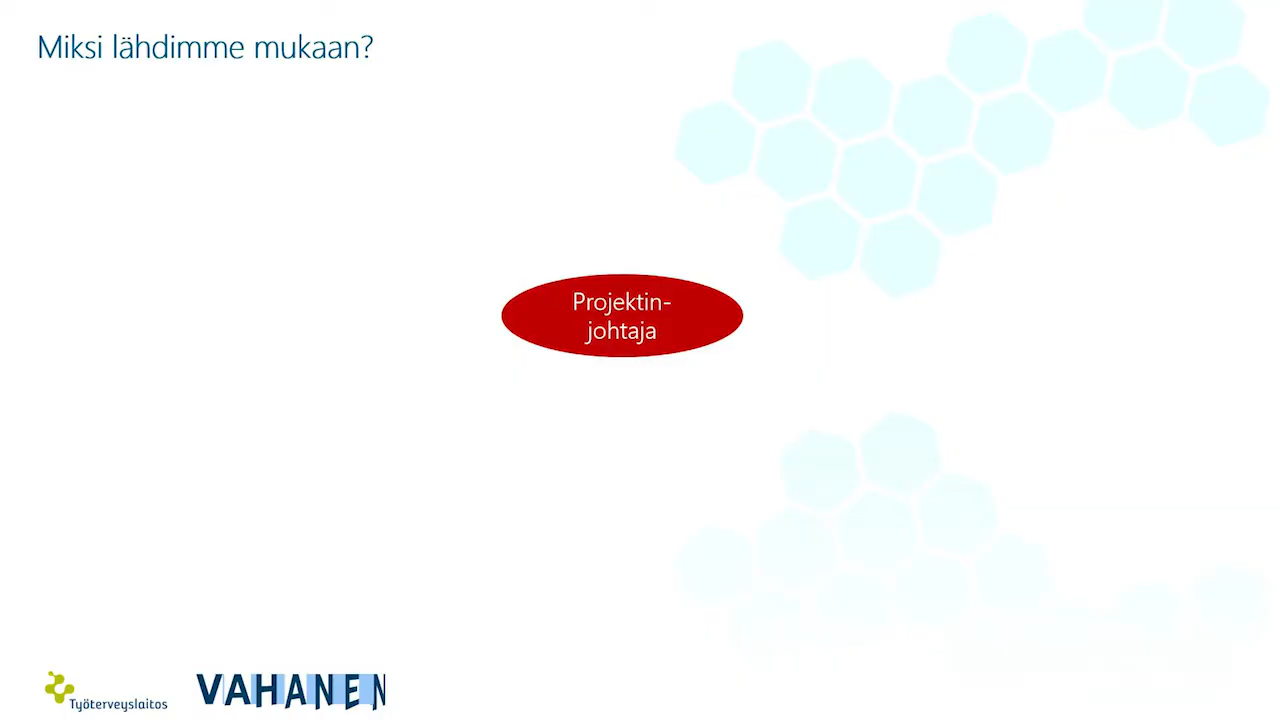 Miksi lähdimme mukaan?
Projektin-
johtaja
Työterveyslaitos
VAHANEN